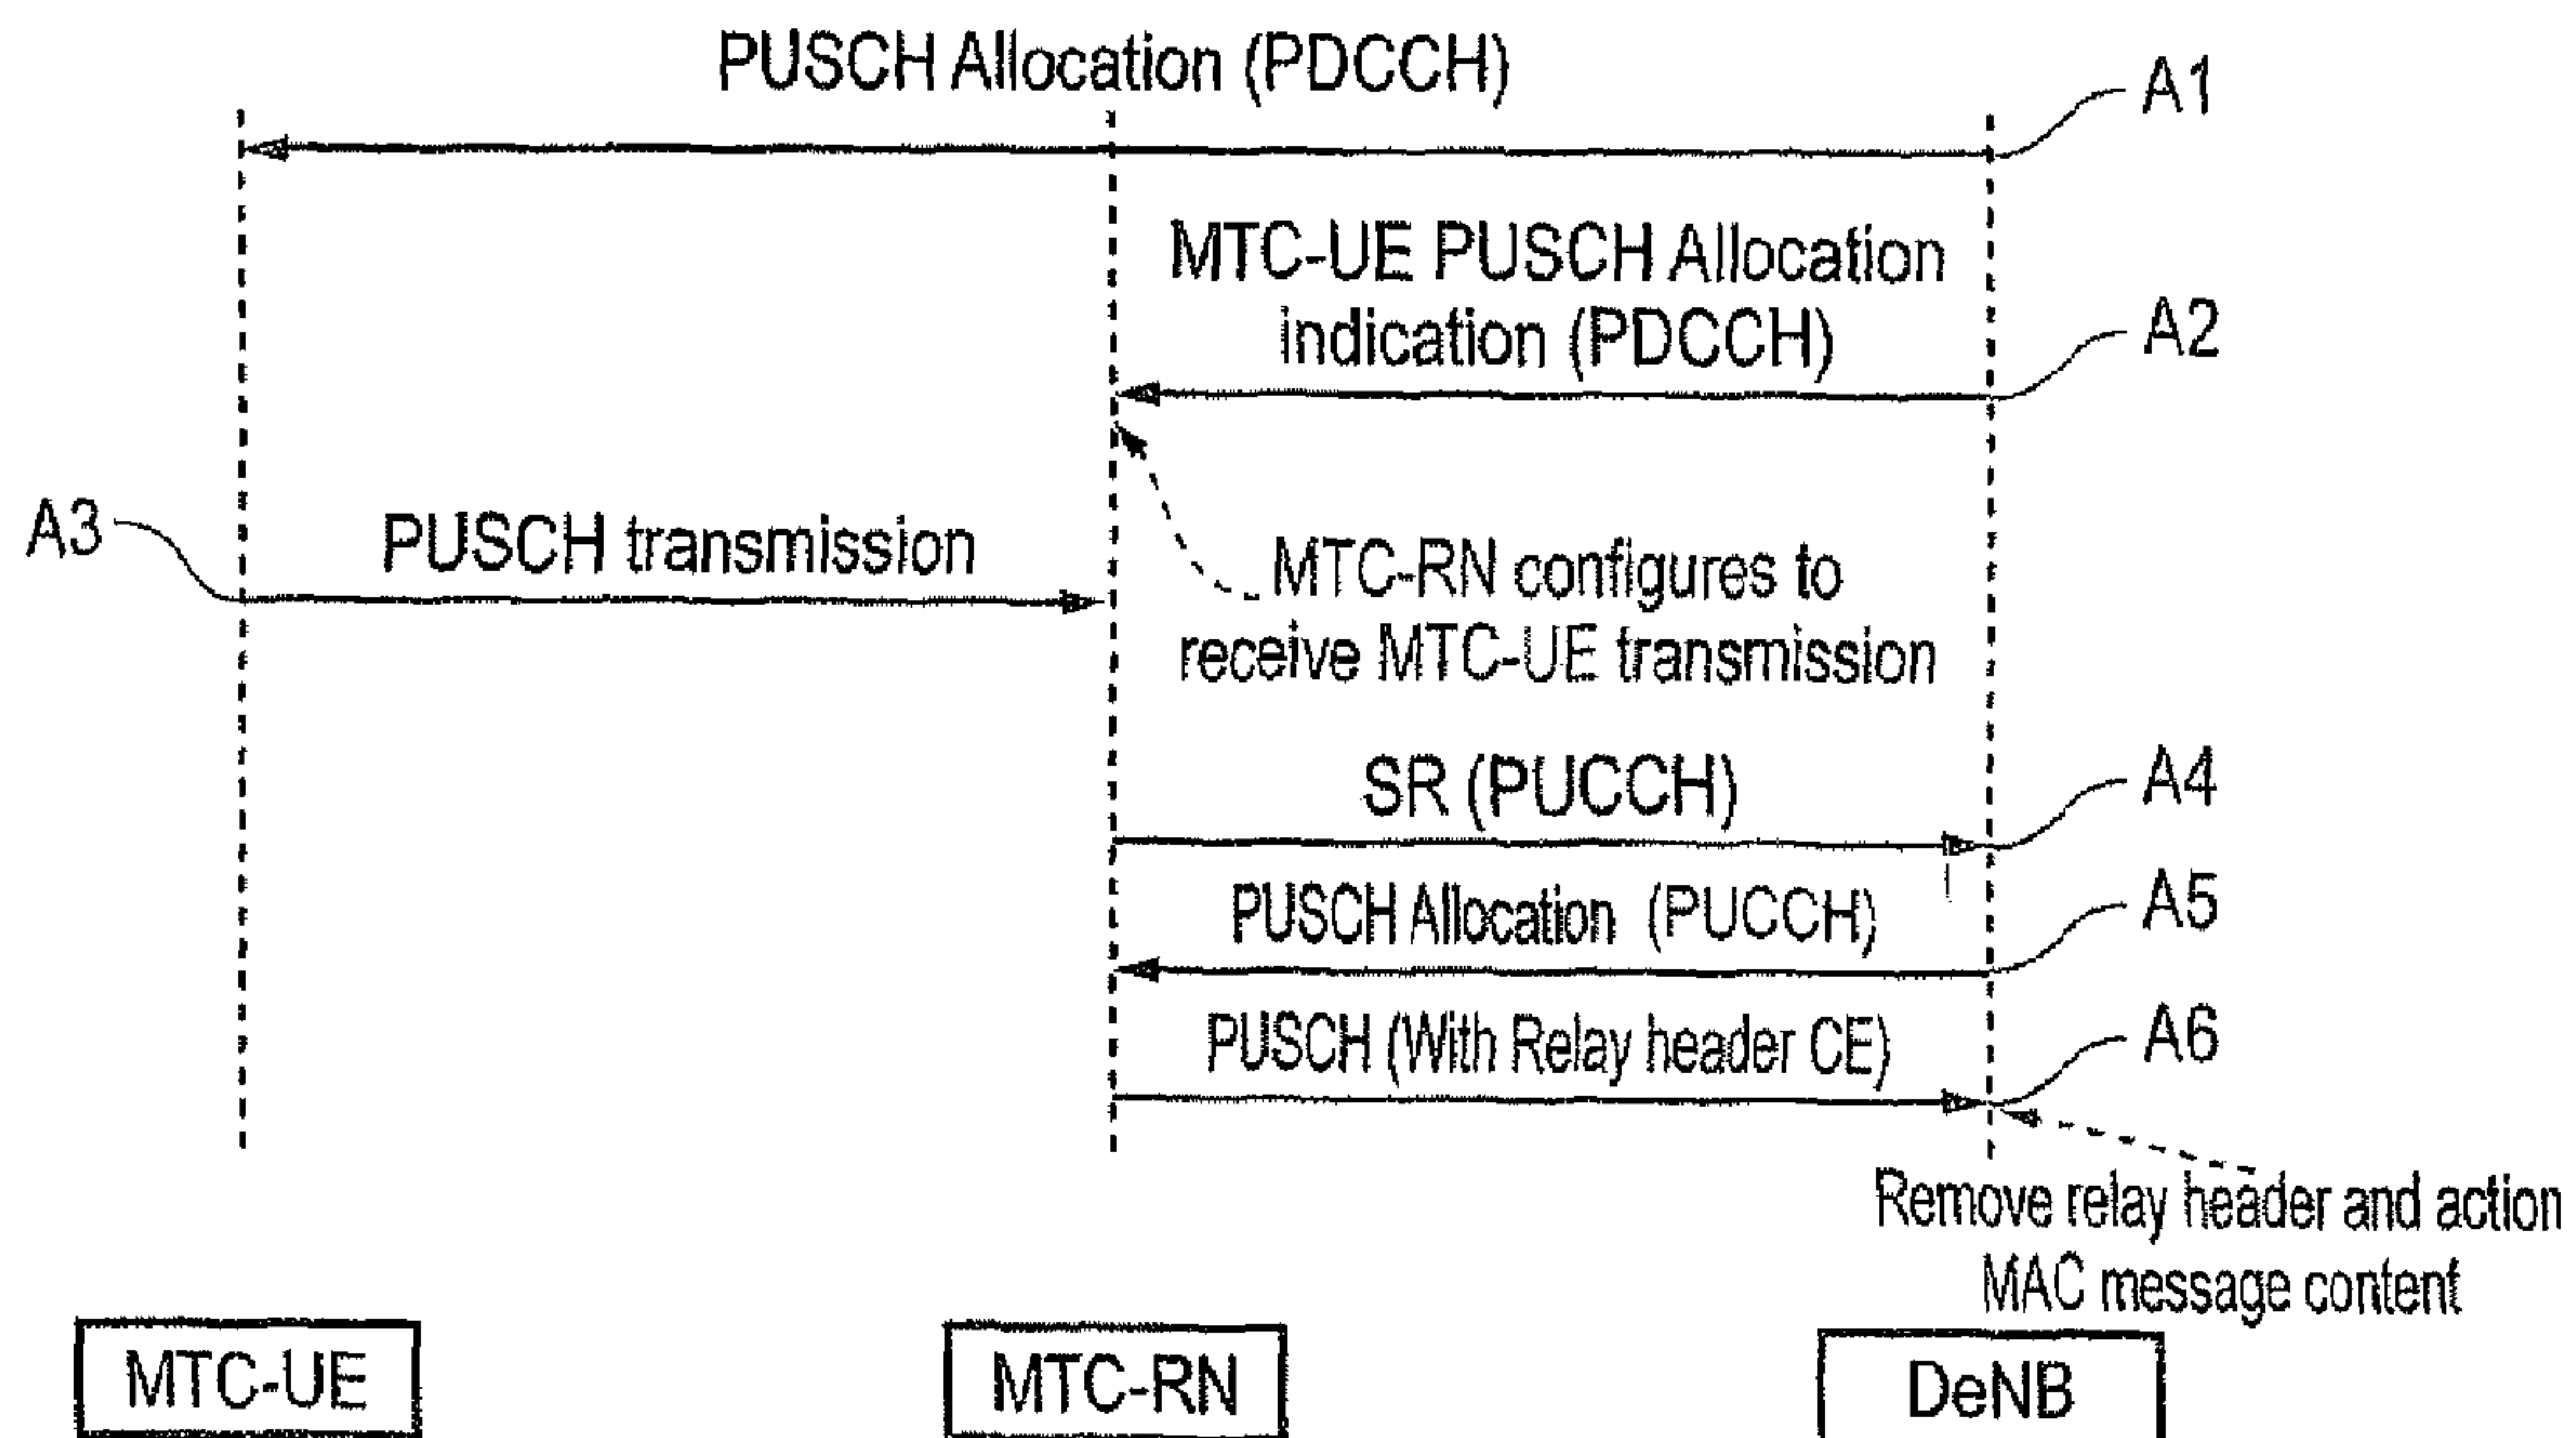 PUSCH Allocation (PDCCH)
A1
MTC-UE PUSCH Allocation
indication (PDCCH)
A2
A3
PUSCH transmission
MTC-RN configures to
receive MTC-UE transmission
SR (PUCCH)
A4
PUSCH Allocation (PUCCH)
A5
PUSCH (With Relay header CE)
A6
Remove relay header and action
MAC message content
MTC-UE
MTC-RN
DeNB